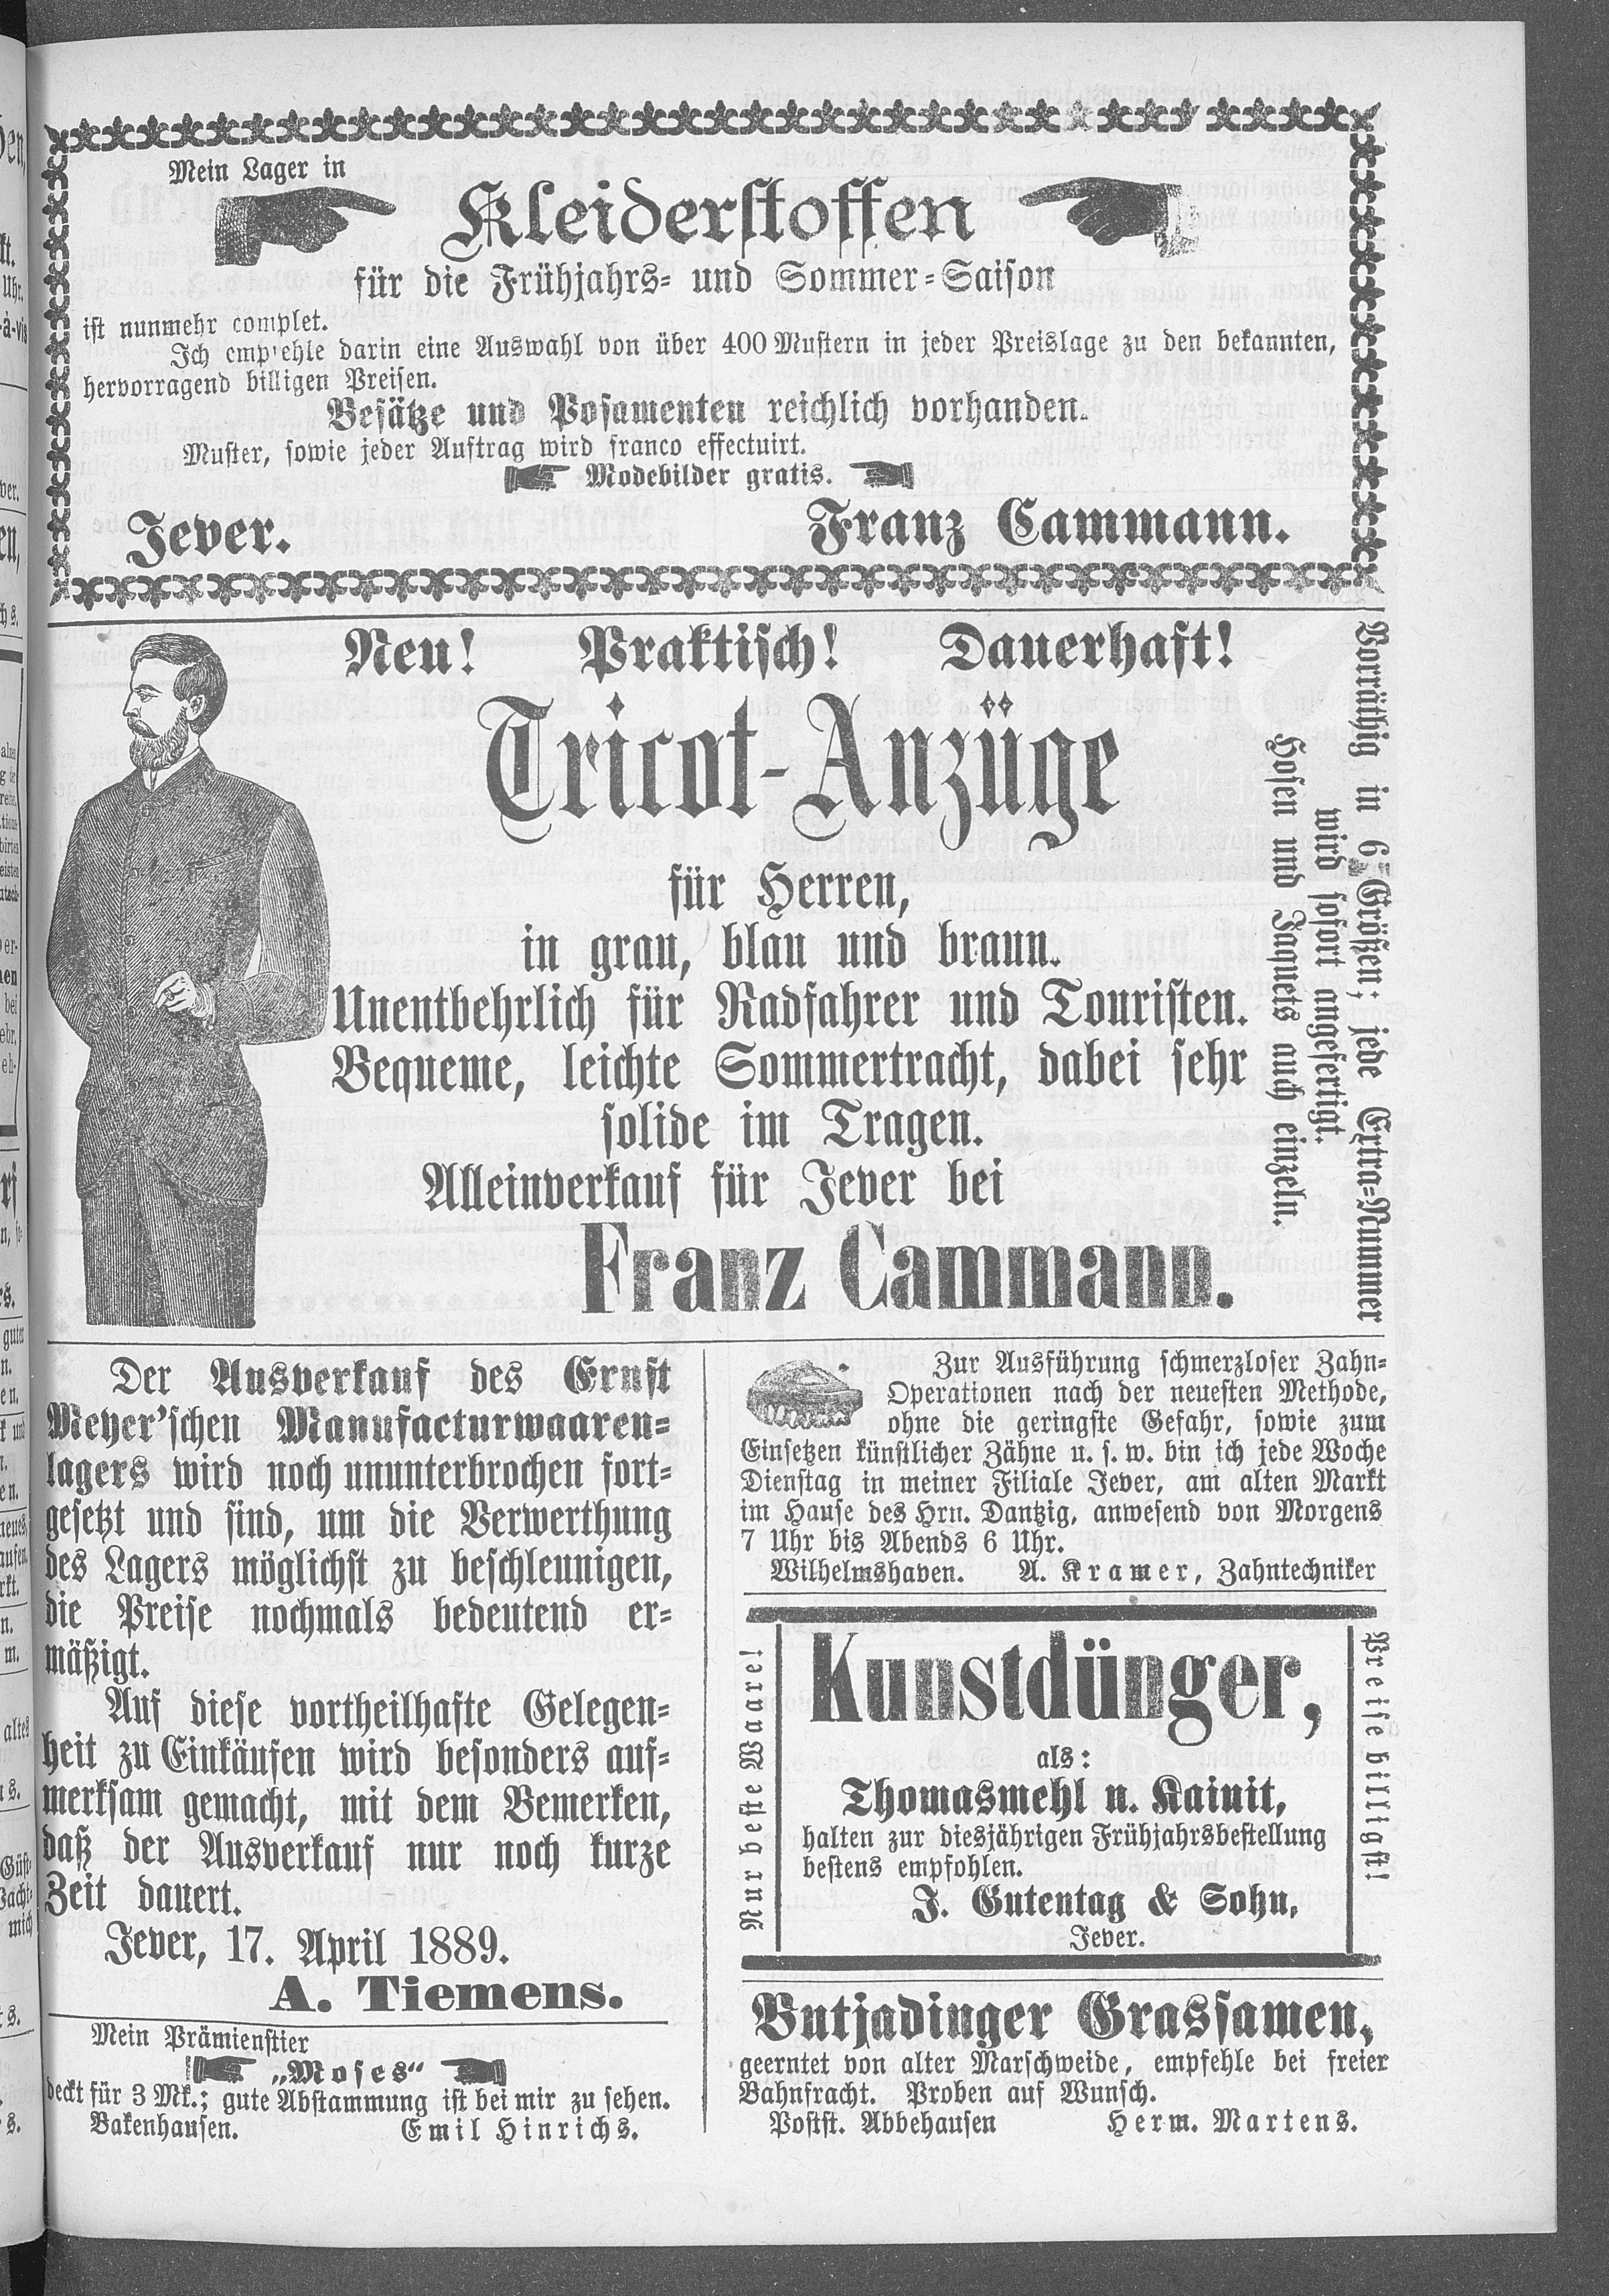 Mein Lager in
Kleiderstoffen
für die Frühjahrs- und Sommer-Saison
ist nunmehr complet.
Ich empfehle darin eine Auswahl von über 400 Mustern in jeder Preislage zu den bekannten,
hervorragend billigen Preisen.
Besätze und Posamenten reichlich vorhanden.
Muster, sowie jeder Auftrag wird franco effectuirt.
Modebilder gratis.
Jever. Franz Cammann.
Neu! Praktisch! Dauerhaft!
Tricot-Anzüge
für Herren,
in grau, blau und braun.
Unentbehrlich für Radfahrer und Touristen.
Bequeme, leichte Sommertracht, dabei sehr
solide im Tragen.
Alleinverkauf für Jever bei
Franz Cammann.
Vorräthig in 6 Größen; jede Extra-Nummer
wird sofort angefertigt.
Hosen und Jaquets auch einzeln.
Der Ausverkauf des Ernst
Meyer'schen Manufacturwaaren-
lagers wird noch ununterbrochen fort-
gesetzt und sind, um die Verwerthung
des Lagers möglichst zu beschleunigen,
die Preise nochmals bedeutend er-
mäßigt.
Auf diese vortheilhafte Gelegen-
heit zu Einkäufen wird besonders auf-
merksam gemacht, mit dem Bemerken,
daß der Ausverkauf nur noch kurze
Zeit dauert.
Jever, 17. April 1889.
A. Tiemens.
Mein Prämienstier
„Moses“
deckt für 3 Mk.; gute Abstammung ist bei mir zu sehen.
Bakenhausen. Emil Hinrichs.
Zur Ausführung schmerzloser Zahn-
Operationen nach der neuesten Methode,
ohne die geringste Gefahr, sowie zum
Einsetzen künstlicher Zähne u. s. w. bin ich jede Woche
Dienstag in meiner Filiale Jever, am alten Markt
im Hause des Hrn. Dantzig, anwesend von Morgens
7 Uhr bis Abends 6 Uhr.
Wilhelmshaven. A. Kramer, Zahntechniker
Nur beste Waare!
Kunstdünger,
als:
Thomasmehl u. Kainit,
halten zur diesjährigen Frühjahrsbestellung
bestens empfohlen.
J. Gutentag & Sohn,
Jever.
Preise billigst!
Butjadinger Grassamen,
geerntet von alter Marschweide, empfehle bei freier
Bahnfracht. Proben auf Wunsch.
Postst. Abbehausen Herm. Martens.